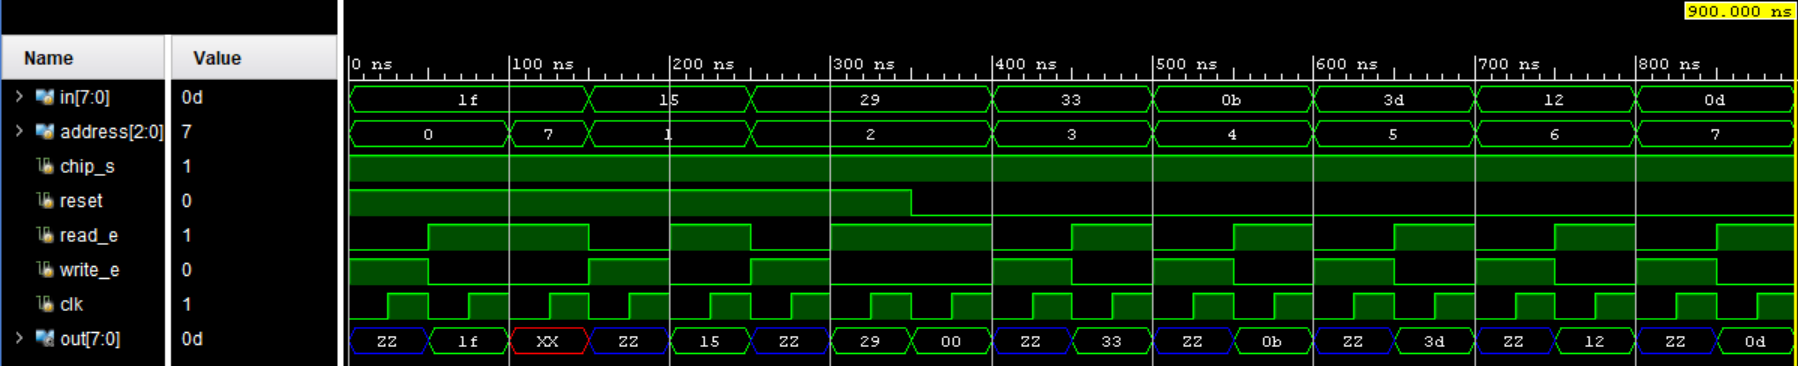 900.000 ns
Name Value
0 ns 100 ns 200 ns 300 ns 400 ns 500 ns 600 ns 700 ns 800 ns
in[7:0] 0d 1f 15 29 33 0b 3d 12 0d
address[2:0] 7 0 7 1 2 3 4 5 6 7
chip_s 1
reset 0
read_e 1
write_e 0
clk 1
out[7:0] 0d ZZ 1f XX ZZ 15 ZZ 29 00 ZZ 33 ZZ 0b ZZ 3d ZZ 12 ZZ 0d